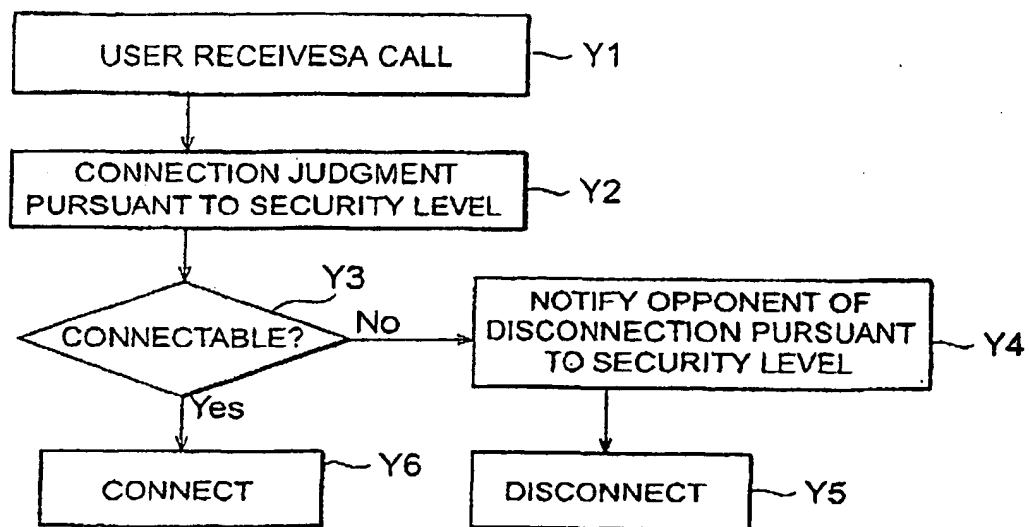 USER RECEIVESA CALL
Y1
CONNECTION JUDGMENT
PURSUANT TO SECURITY LEVEL
Y2
Y3
CONNECTABLE?
No
Yes
NOTIFY OPPONENT OF
DISCONNECTION PURSUANT
TO SECURITY LEVEL
Y4
CONNECT
Y6
DISCONNECT
Y5